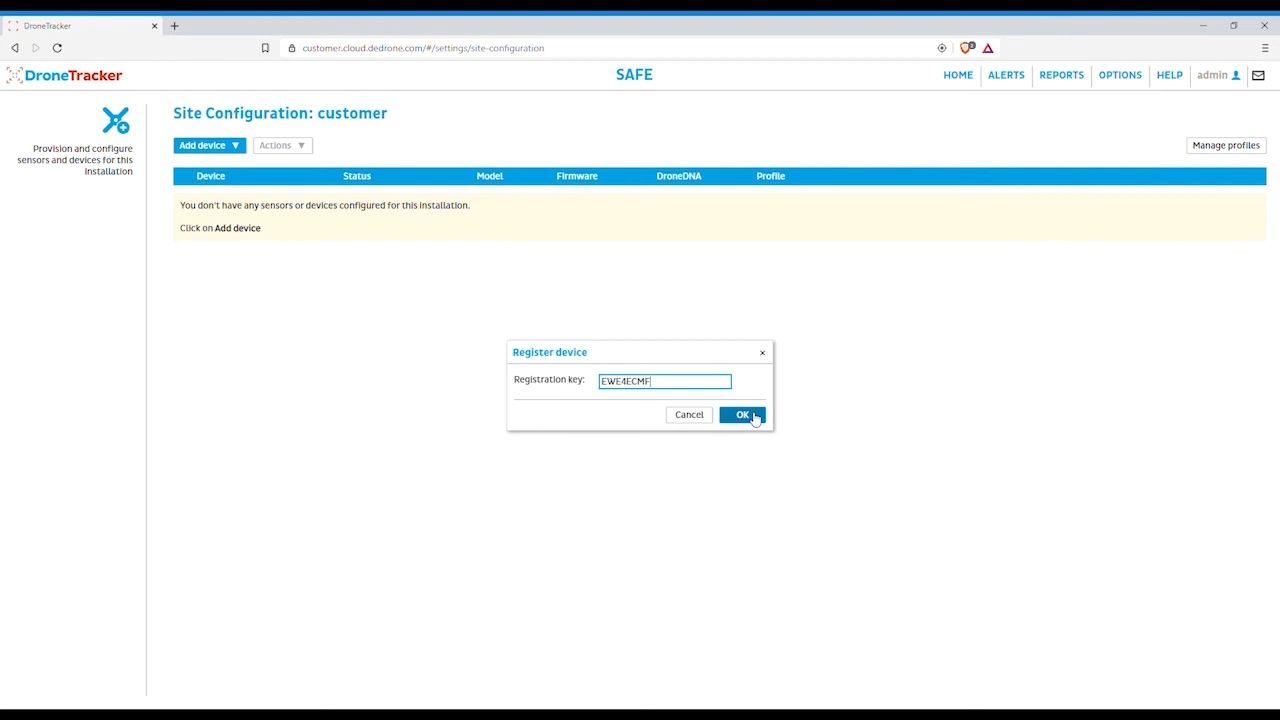 DroneTracker
customer.cloud.dedrone.com/#/settings/site-configuration
DroneTracker
SAFE
HOME
ALERTS
REPORTS
OPTIONS
HELP
admin
Provision and configure
sensors and devices for this
installation
Site Configuration: customer
Add device
Actions
Manage profiles
Device
Status
Model
Firmware
DroneDNA
Profile
You don't have any sensors or devices configured for this installation.
Click on Add device
Register device
Registration key:
EWE4ECMF
Cancel
OK